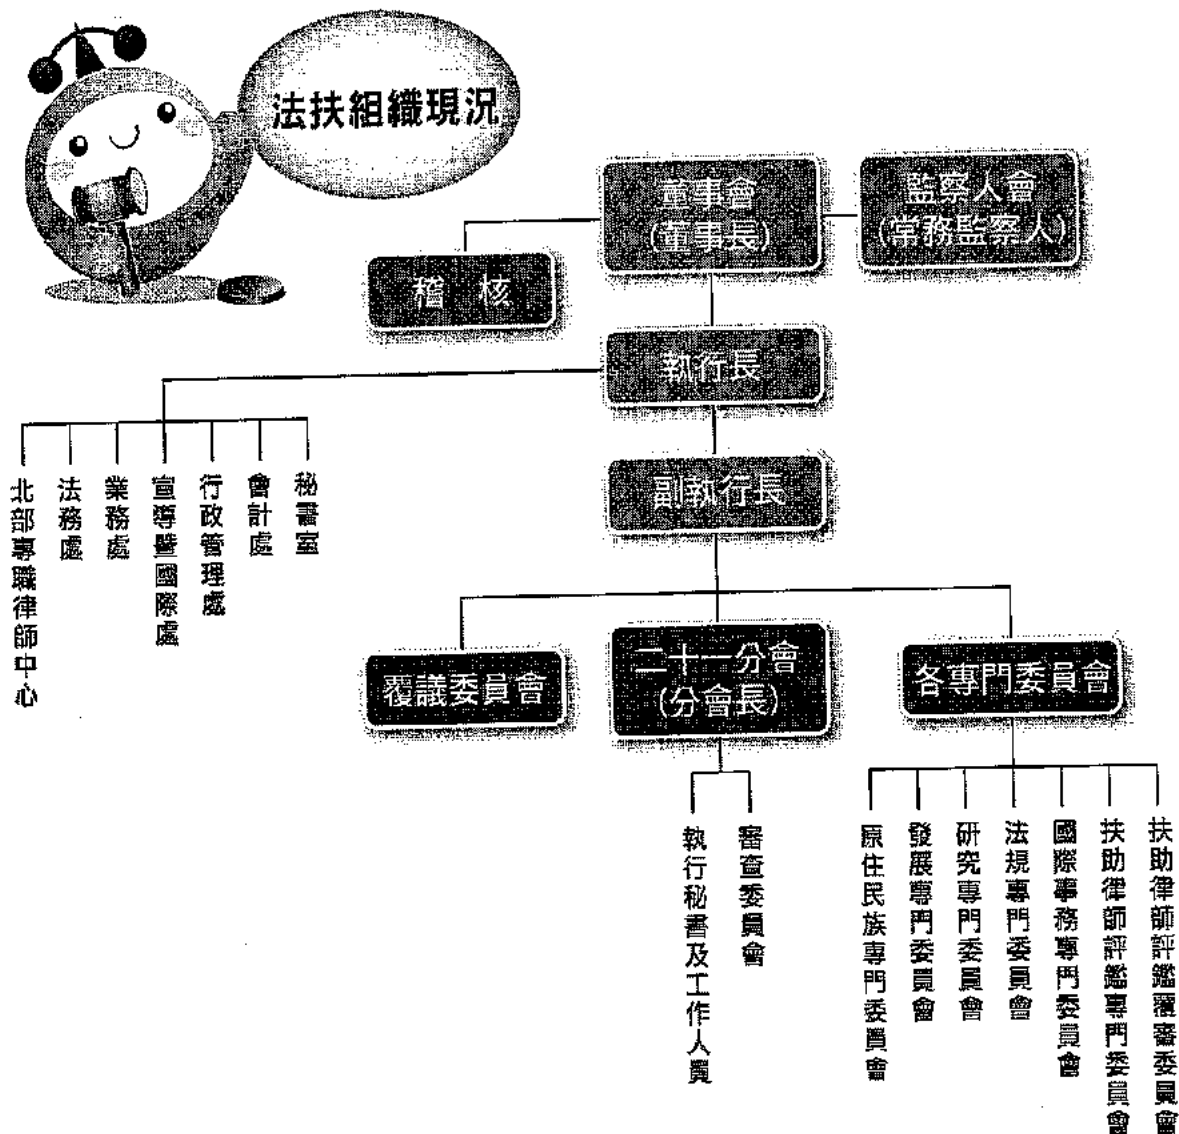 法扶組織現況
董事會
(董事長)
監察人會
(常務監察人)
稽 核
執行長
副執行長
北部專職律師中心
法務處
業務處
宣導暨國際處
行政管理處
會計處
秘書室
覆議委員會
二十一分會
(分會長)
各專門委員會
執行秘書及工作人員
審查委員會
原住民族專門委員會
發展專門委員會
研究專門委員會
法規專門委員會
國際事務專門委員會
扶助律師評鑑專門委員會
扶助律師評鑑覆審委員會